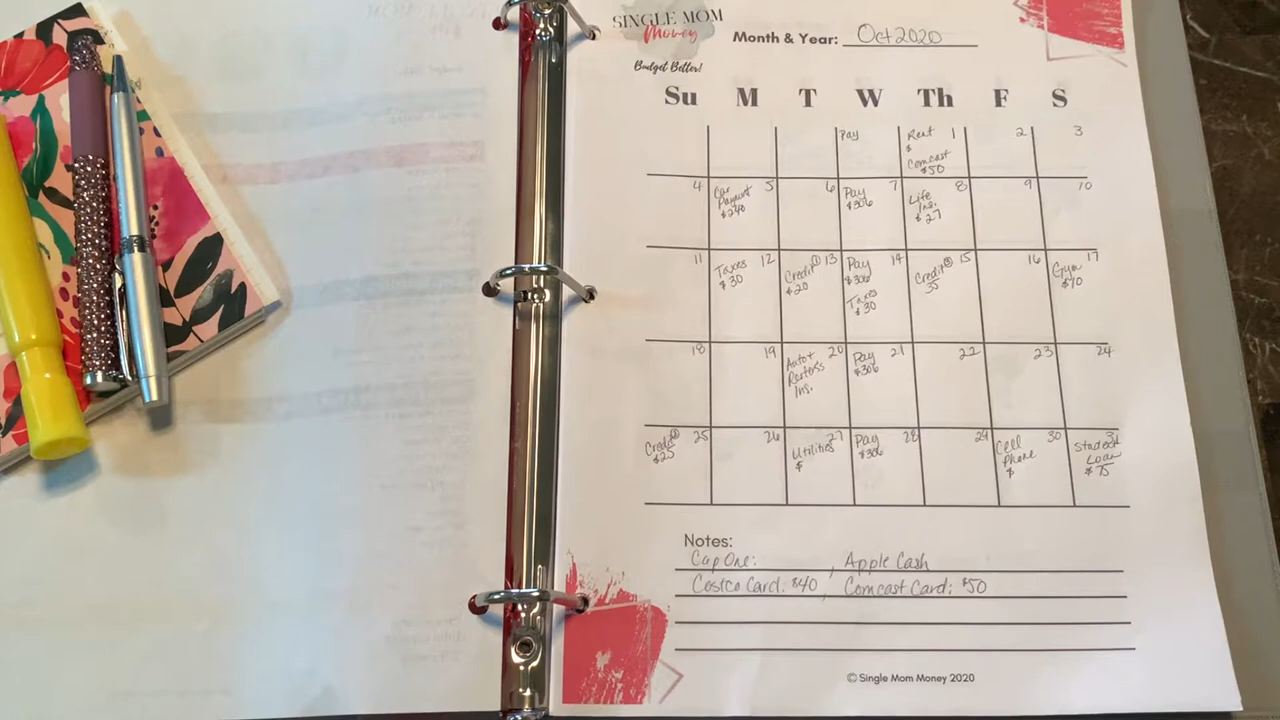 SINGLE MOM
Money
Budget Better!
Month & Year: Oct 2020
Su M T W Th F S
Pay
Rent 1
$
Comcast
$50
2
3
4
Car 5
Payment
$240
6
Pay 7
$306
Life 8
Ins.
$27
9
10
11
Taxes 12
$30
Credit① 13
$20
Pay 14
$306
Taxes
$30
Credit 15
35
16
Gym 17
$10
18
19
Auto + 20
Ins.
Pay 21
$306
22
23
24
Credit 25
$25
26
Utilities 27
$
Pay 28
$306
29
Cell 30
Phone
$
Student 31
Loan
$75
Notes:
Cap One: , Apple Cash
Costco Card: $40, Comcast Card: $50
© Single Mom Money 2020